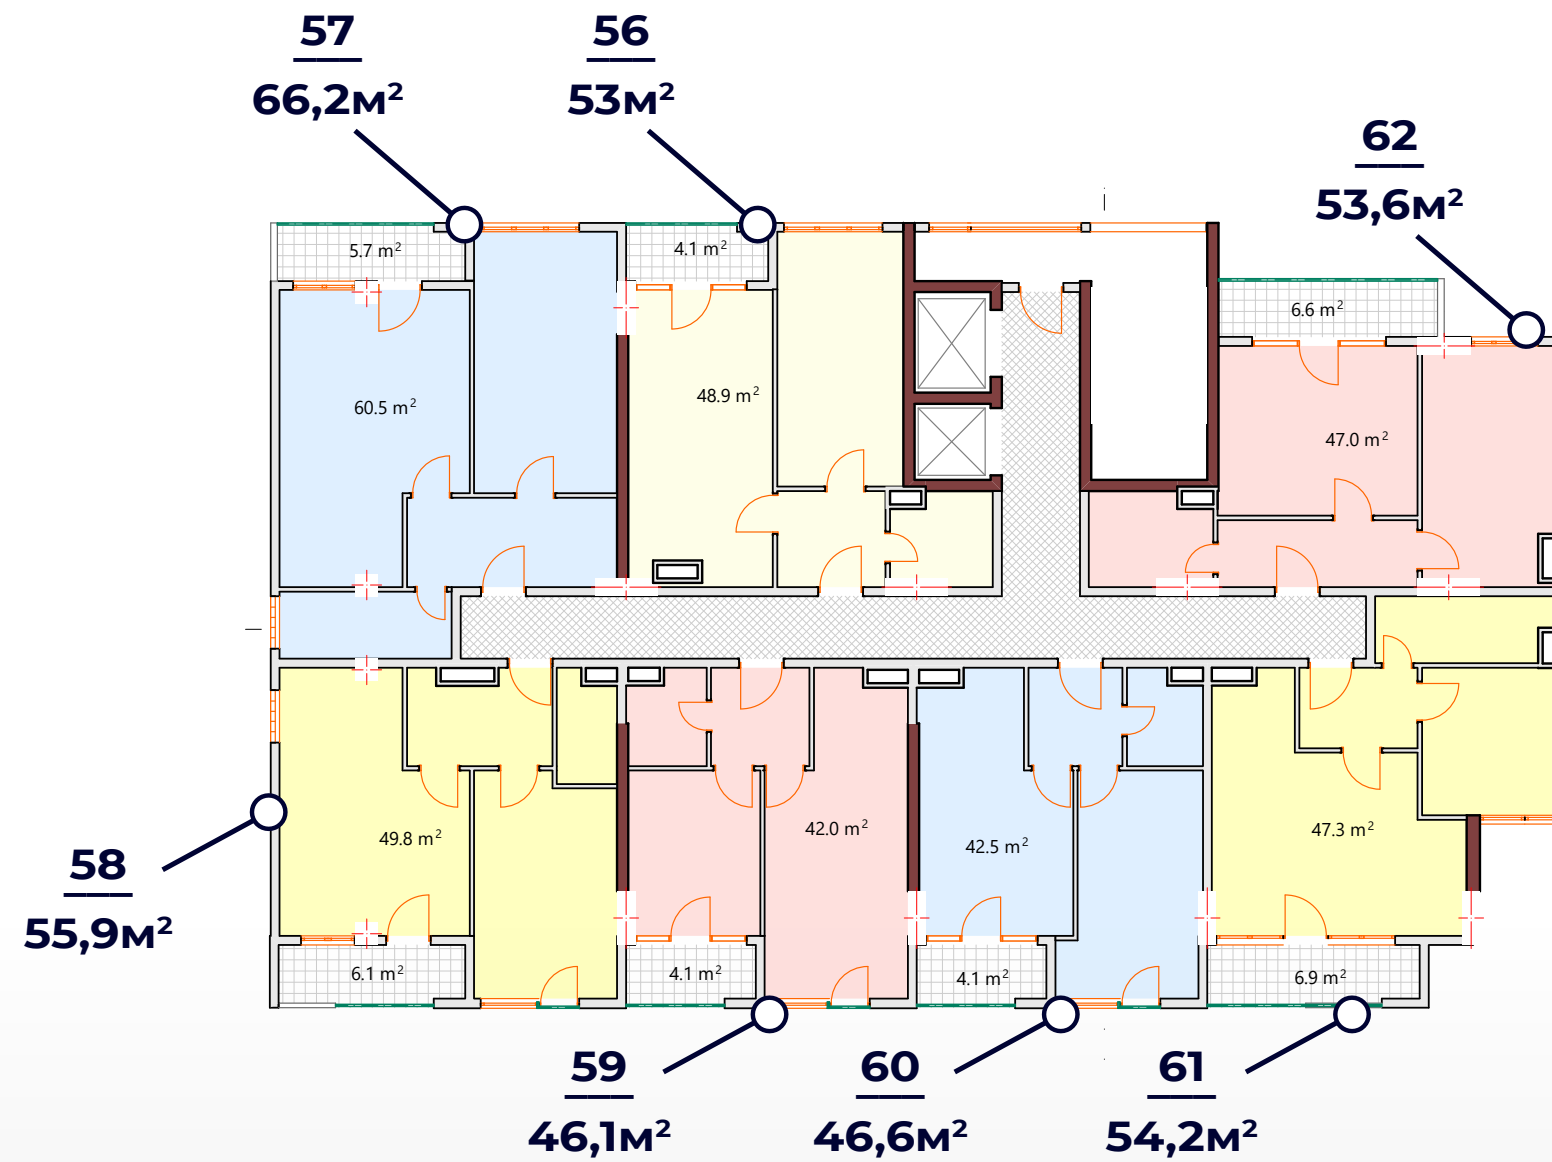 57
66,2м²
56
53м²
62
53,6м²
5.7 m²
4.1 m²
6.6 m²
60.5 m²
48.9 m²
47.0 m²
49.8 m²
42.0 m²
42.5 m²
47.3 m²
58
55,9м²
6.1 m²
4.1 m²
4.1 m²
6.9 m²
59
46,1м²
60
46,6м²
61
54,2м²